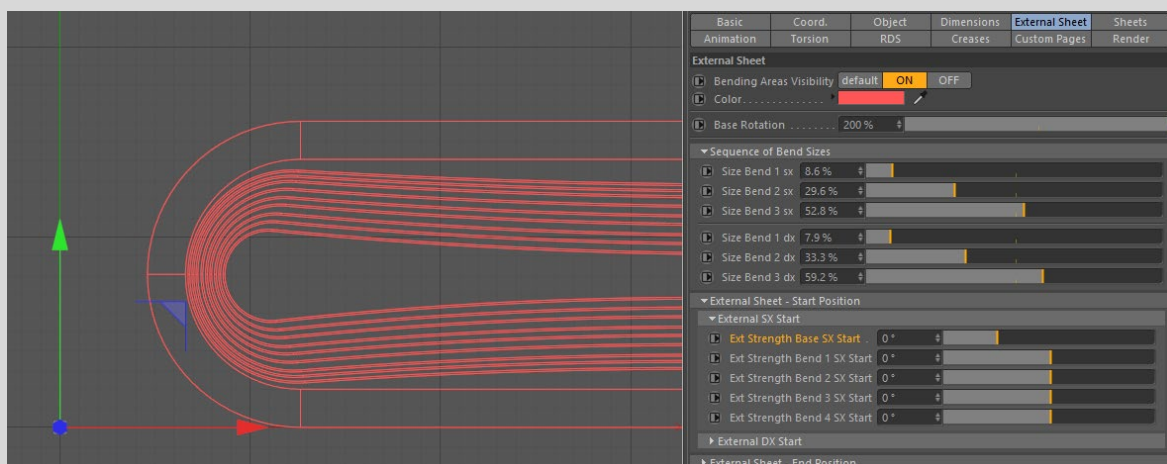 Basic Coord. Object Dimensions External Sheet Sheets
Animation Torsion RDS Creases Custom Pages Render
External Sheet
Bending Areas Visibility default ON OFF
Color. . . . . . . . . . . . . .
Base Rotation . . . . . . . . 200 %
Sequence of Bend Sizes
Size Bend 1 sx 8.6 %
Size Bend 2 sx 29.6 %
Size Bend 3 sx 52.8 %
Size Bend 1 dx 7.9 %
Size Bend 2 dx 33.3 %
Size Bend 3 dx 59.2 %
External Sheet - Start Position
External SX Start
Ext Strength Base SX Start . 0 °
Ext Strength Bend 1 SX Start 0 °
Ext Strength Bend 2 SX Start 0 °
Ext Strength Bend 3 SX Start 0 °
Ext Strength Bend 4 SX Start 0 °
External DX Start
External Sheet - End Position